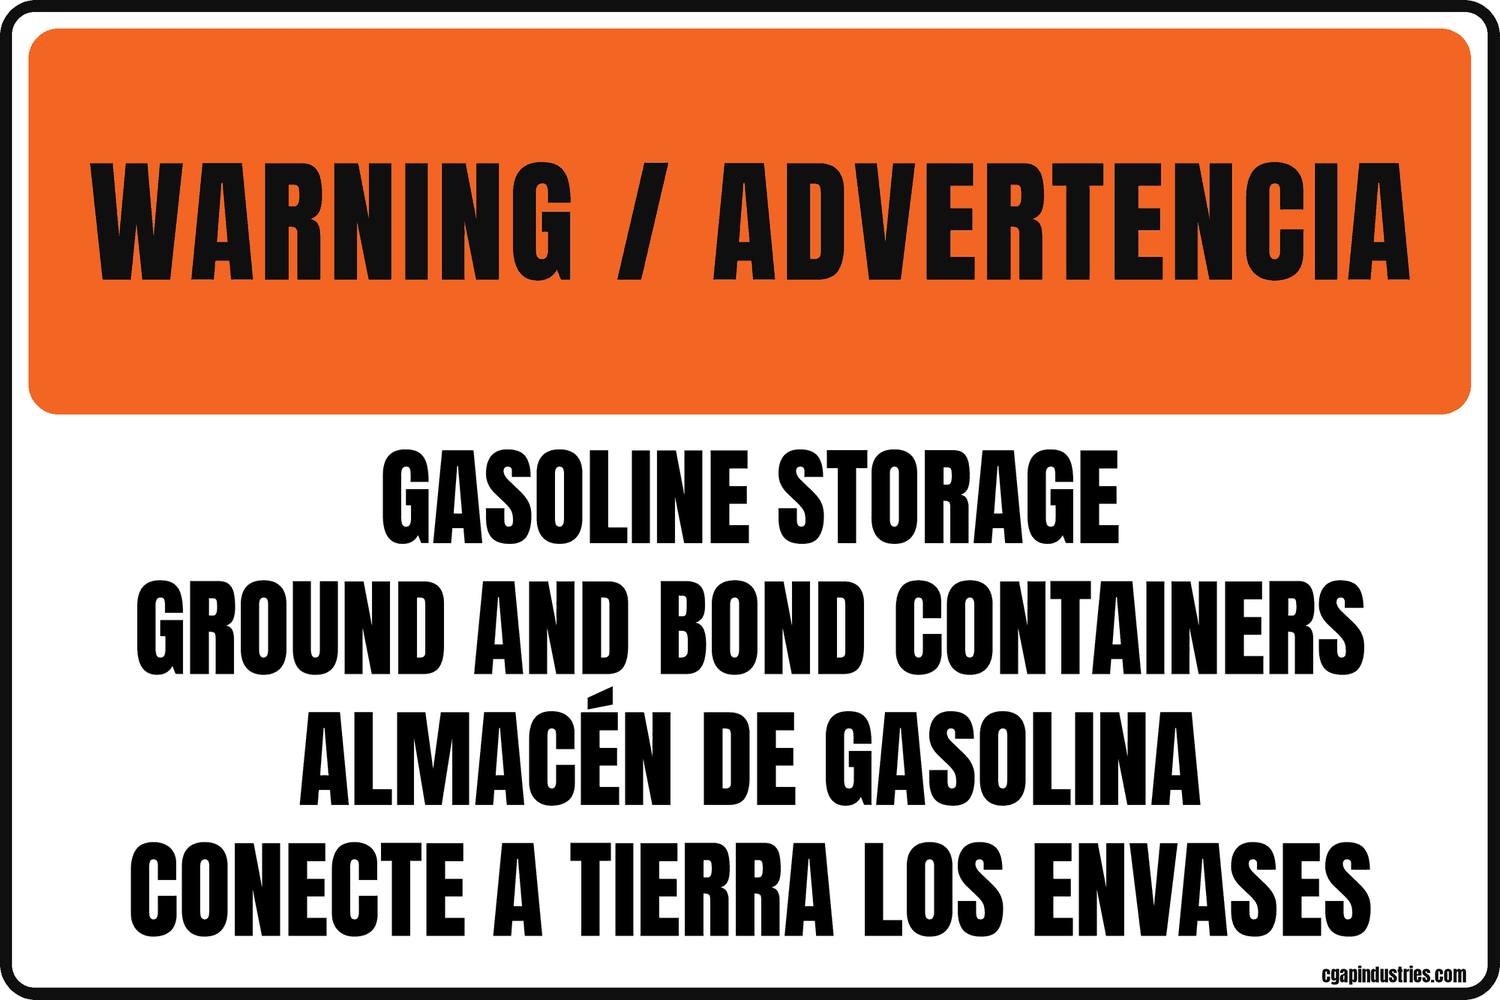 WARNING / ADVERTENCIA
GASOLINE STORAGE
GROUND AND BOND CONTAINERS
ALMACÉN DE GASOLINA
CONECTE A TIERRA LOS ENVASES
cgapindustries.com